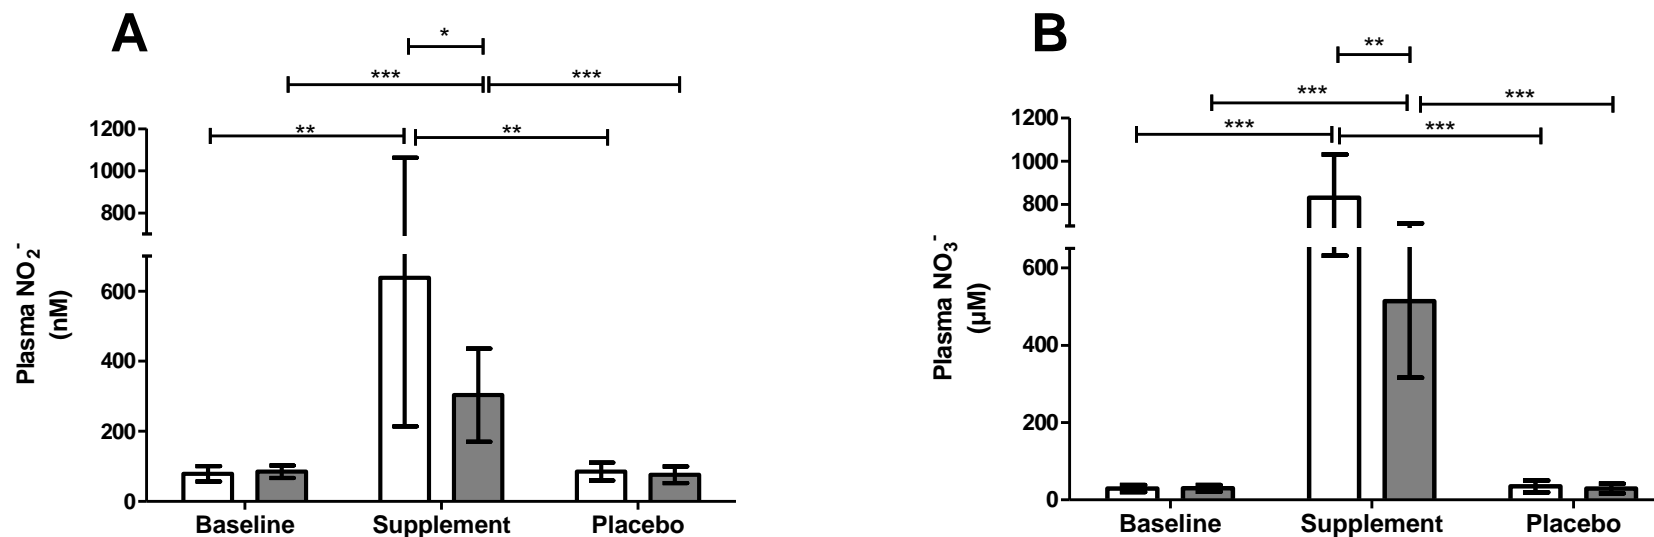 A
*
***
***
**
**
1200
1000
800
600
400
200
0
Plasma NO2-
(nM)
Baseline
Supplement
Placebo
B
**
***
***
***
***
1200
1000
800
600
400
200
0
Plasma NO3-
(µM)
Baseline
Supplement
Placebo